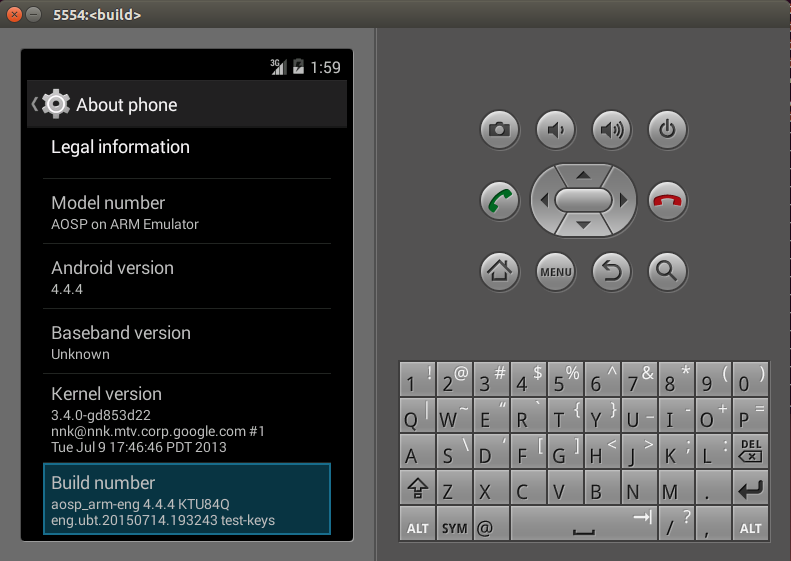 5554:<build>
3G 1:59
About phone
Legal information
Model number
AOSP on ARM Emulator
Android version
4.4.4
Baseband version
Unknown
Kernel version
3.4.0-gd853d22
nnk@nnk.mtv.corp.google.com #1
Tue Jul 9 17:46:46 PDT 2013
Build number
aosp_arm-eng 4.4.4 KTU84Q
eng.ubt.20150714.193243 test-keys
MENU
1 ! 2 @ 3 # 4 $ 5 % 6 ^ 7 & 8 * 9 ( 0 )
Q | W ~ E “ R ` T { Y } U _ I - O + P =
A S \ D ‘ F [ G ] H < J > K ; L : DEL
Z X C V B N M .
ALT SYM @ / ? , ALT